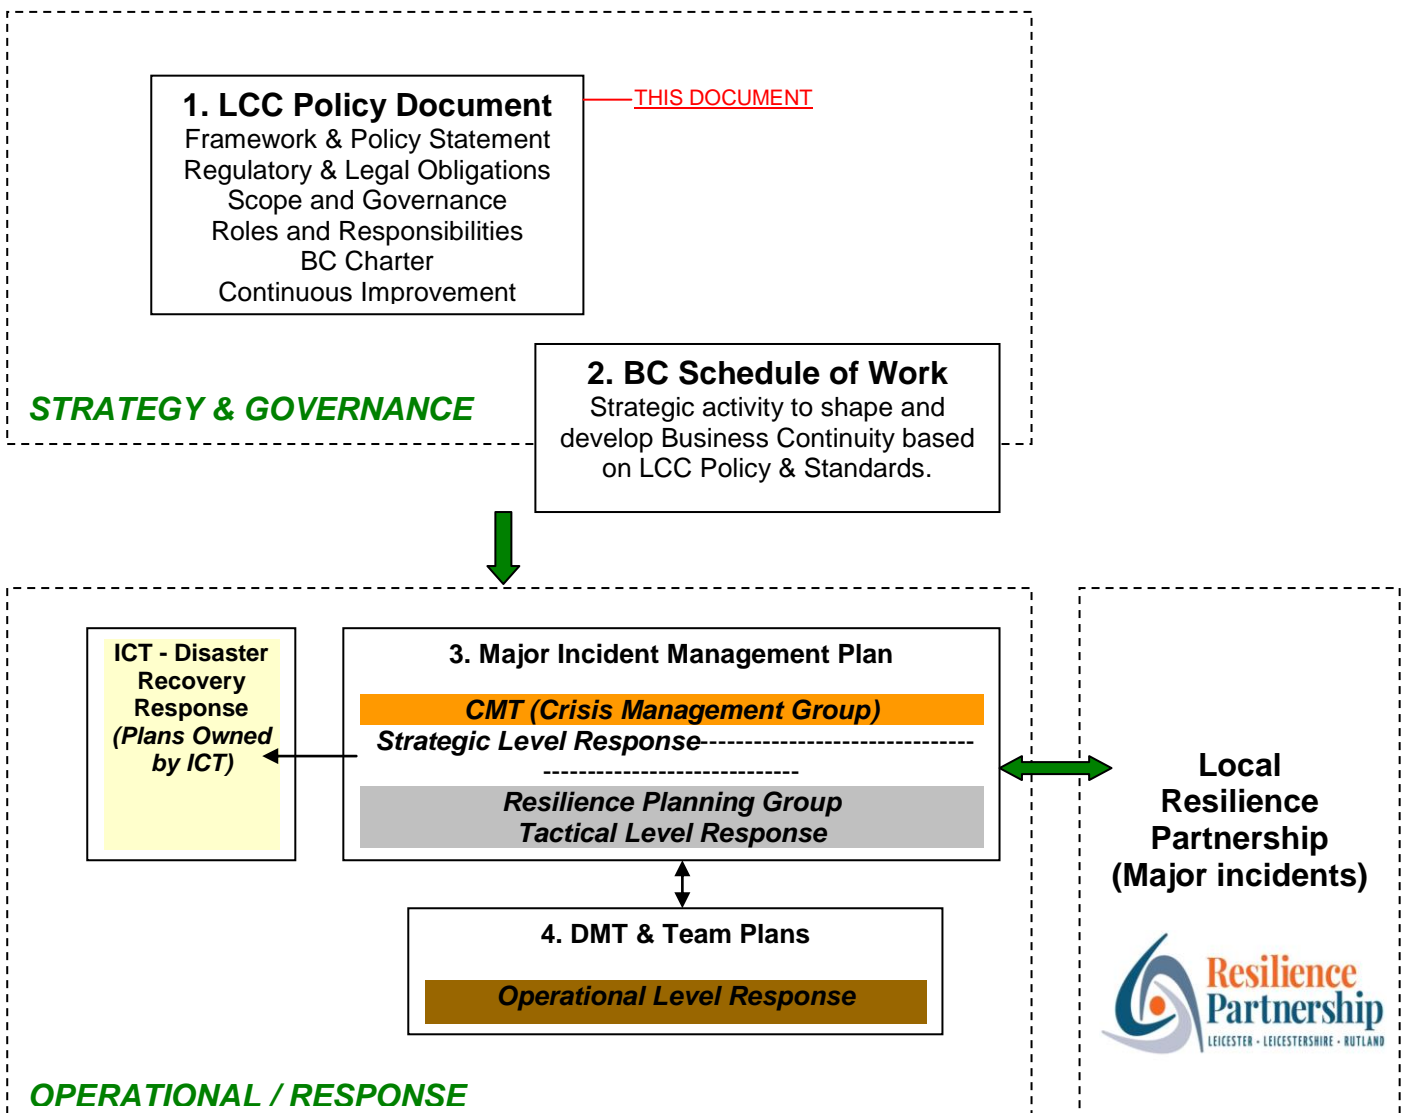 1. LCC Policy Document
Framework & Policy Statement
Regulatory & Legal Obligations
Scope and Governance
Roles and Responsibilities
BC Charter
Continuous Improvement
THIS DOCUMENT
2. BC Schedule of Work
Strategic activity to shape and
develop Business Continuity based
on LCC Policy & Standards.
STRATEGY & GOVERNANCE
ICT - Disaster
Recovery
Response
(Plans Owned
by ICT)
3. Major Incident Management Plan
CMT (Crisis Management Group)
Strategic Level Response-------------------------------
-----------------------------
Resilience Planning Group
Tactical Level Response
4. DMT & Team Plans
Operational Level Response
OPERATIONAL / RESPONSE
Local
Resilience
Partnership
(Major incidents)
Resilience
Partnership
LEICESTER - LEICESTERSHIRE - RUTLAND